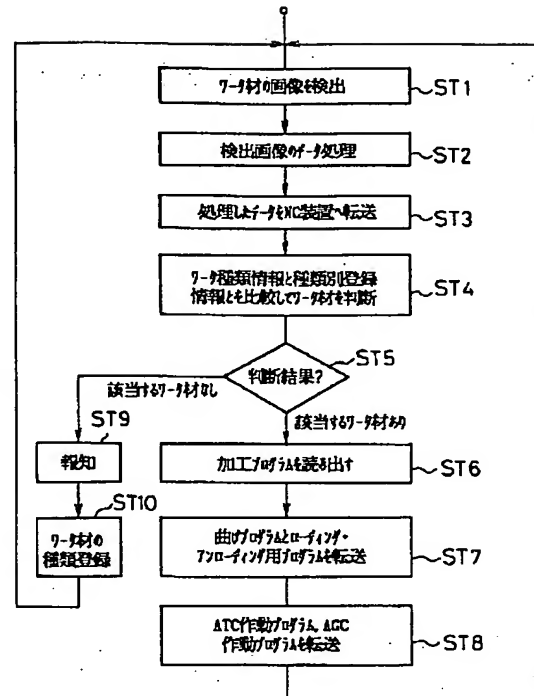 ワーク材の画像を検出
ST1
検出画像のデータ処理
ST2
処理したデータをNC装置へ転送
ST3
ワーク種類情報と種類別登録
情報とを比較してワーク材を判断
ST4
判断結果?
ST5
該当するワーク材なし
該当するワーク材あり
ST9
報知
ST10
ワーク材の
種類登録
加工プログラムを読み出す
ST6
曲げプログラムとローディング・
アンローディング用プログラムを転送
ST7
ATC作動プログラム、AGC
作動プログラムを転送
ST8